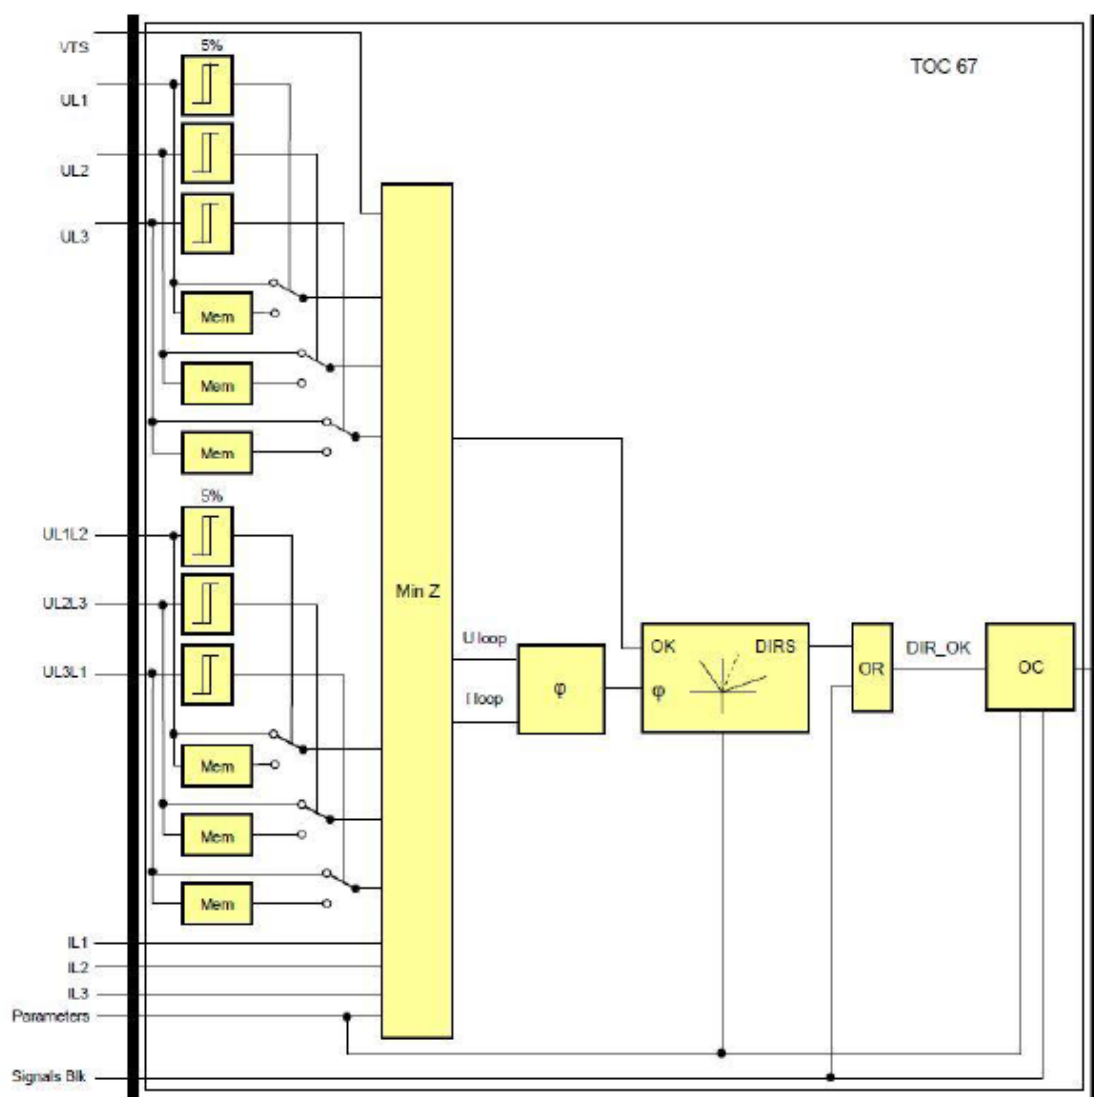 VTS
5%
TOC 67
UL1
UL2
UL3
Mem
Mem
Mem
5%
UL1L2
UL2L3
UL3L1
Min Z
U loop
I loop
φ
OK
DIRS
φ
OR
DIR_OK
OC
Mem
Mem
Mem
IL1
IL2
IL3
Parameters
Signals Blk